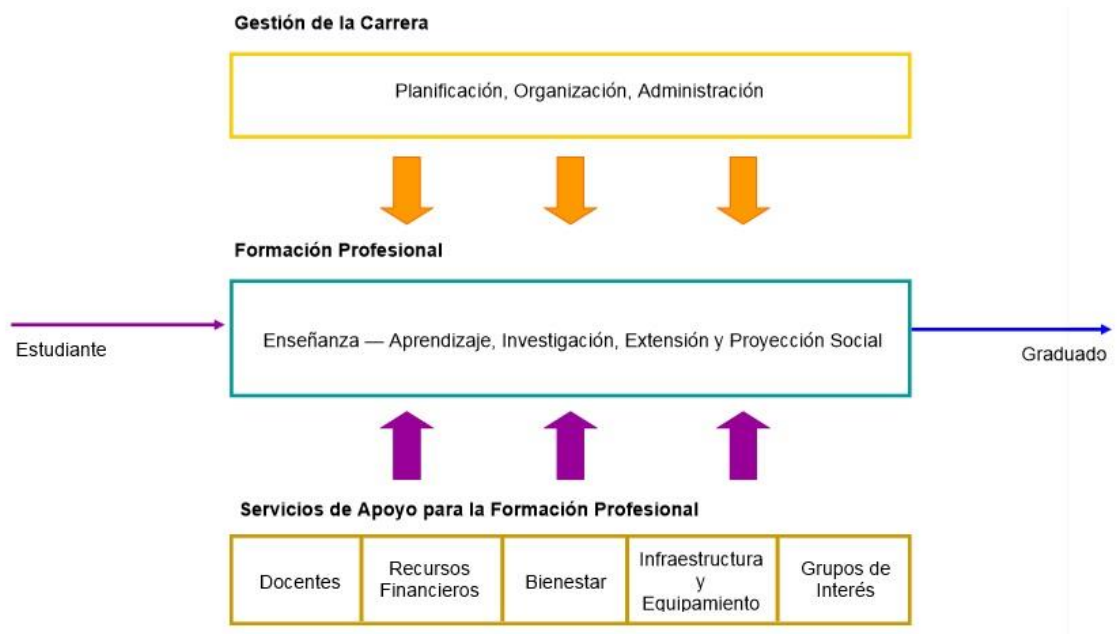 Gestión de la Carrera
Planificación, Organización, Administración
Formación Profesional
Enseñanza — Aprendizaje, Investigación, Extensión y Proyección Social
Estudiante
Graduado
Servicios de Apoyo para la Formación Profesional
Docentes
Recursos
Financieros
Bienestar
Infraestructura
y
Equipamiento
Grupos de
Interés